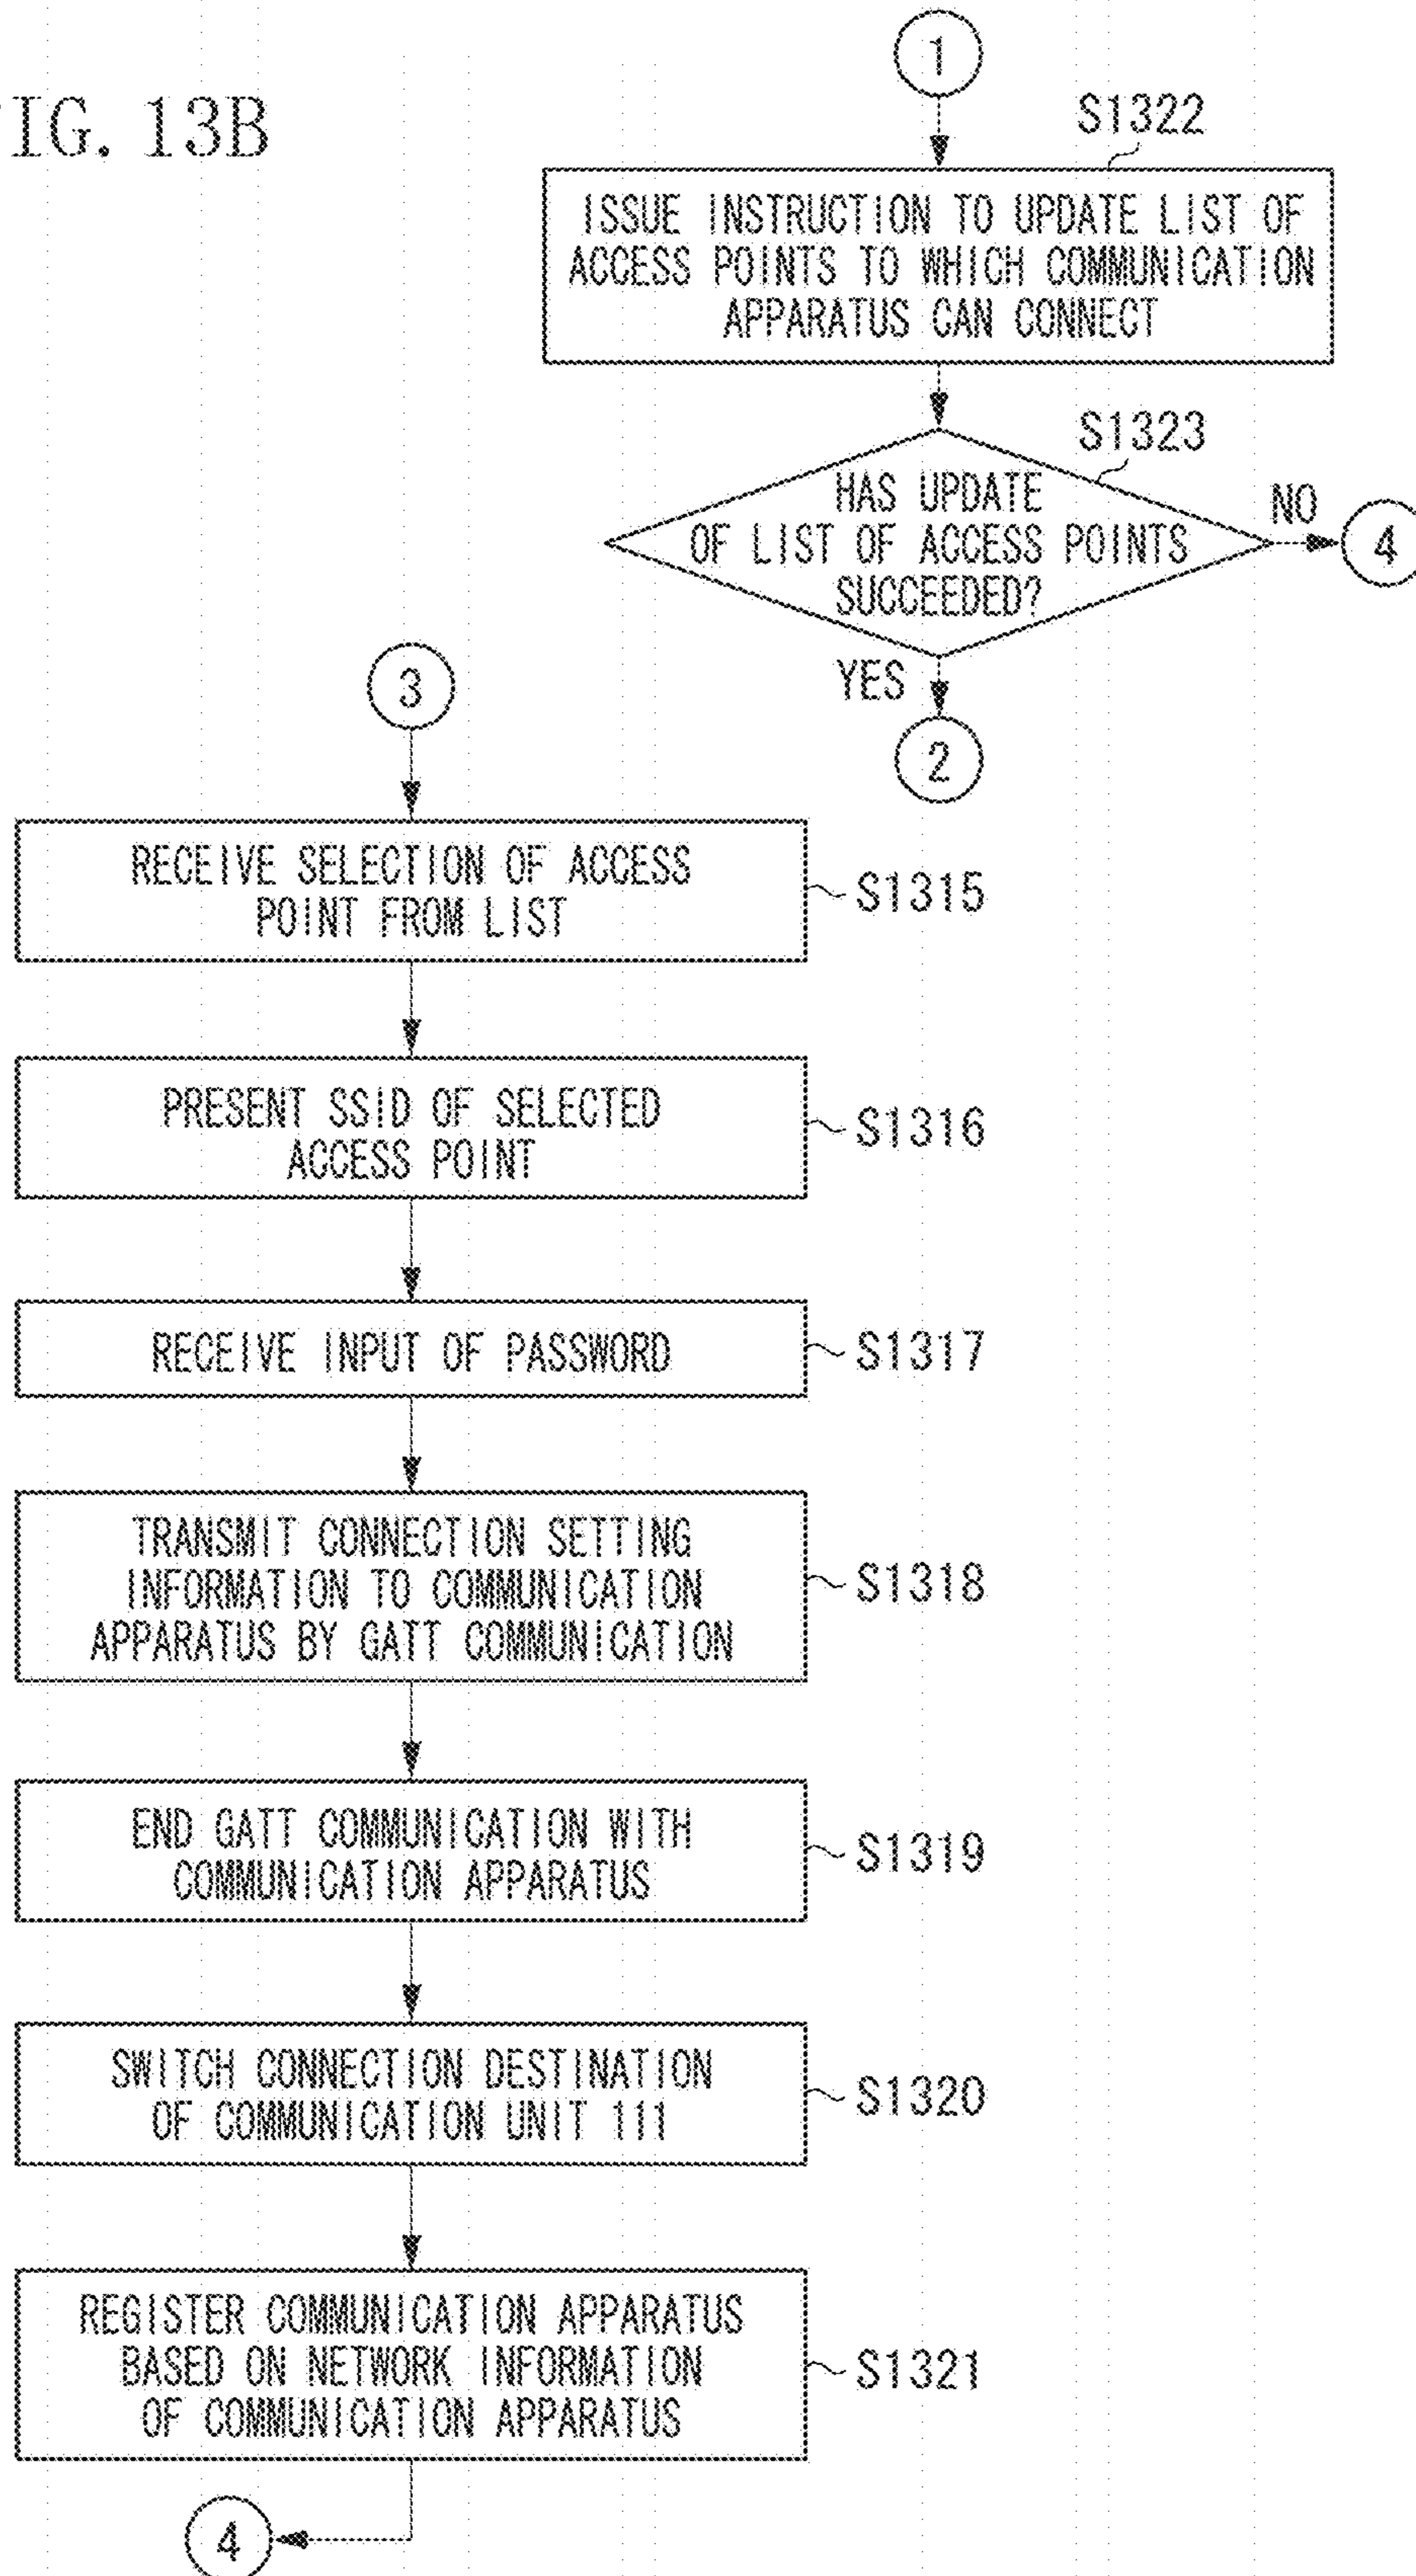 IG. 13B
1
S1322
ISSUE INSTRUCTION TO UPDATE LIST OF
ACCESS POINTS TO WHICH COMMUNICATION
APPARATUS CAN CONNECT
S1323
HAS UPDATE
OF LIST OF ACCESS POINTS
SUCCEEDED?
NO
4
YES
2
3
RECEIVE SELECTION OF ACCESS
POINT FROM LIST
S1315
PRESENT SSID OF SELECTED
ACCESS POINT
S1316
RECEIVE INPUT OF PASSWORD
S1317
TRANSMIT CONNECTION SETTING
INFORMATION TO COMMUNICATION
APPARATUS BY GATT COMMUNICATION
S1318
END GATT COMMUNICATION WITH
COMMUNICATION APPARATUS
S1319
SWITCH CONNECTION DESTINATION
OF COMMUNICATION UNIT 111
S1320
REGISTER COMMUNICATION APPARATUS
BASED ON NETWORK INFORMATION
OF COMMUNICATION APPARATUS
S1321
4